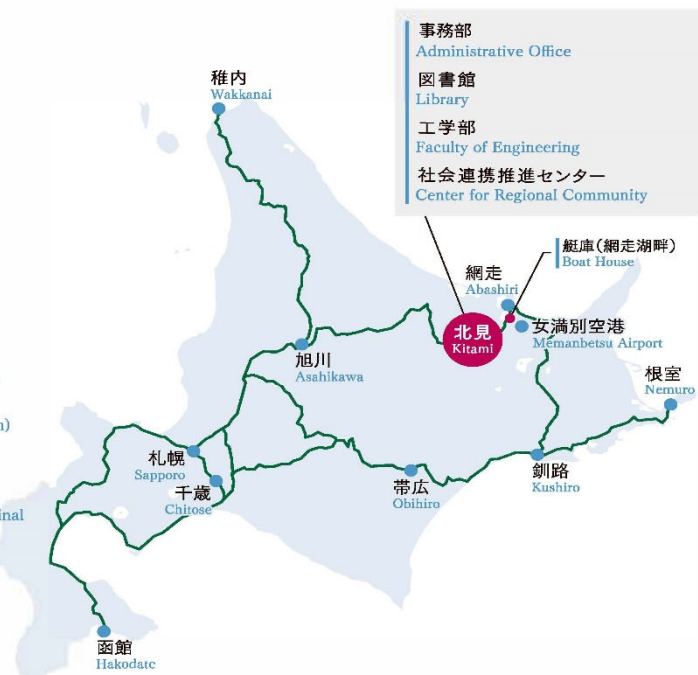 事務部
Administrative Office
図書館
Library
工学部
Faculty of Engineering
社会連携推進センター
Center for Regional Community
稚内
Wakkanai
艇庫(網走湖畔)
Boat House
網走
Abashiri
北見
Kitami
女満別空港
Memanbetsu Airport
旭川
Asahikawa
根室
Nemuro
札幌
Sapporo
千歳
Chitose
帯広
Obihiro
釧路
Kushiro
函館
Hakodate